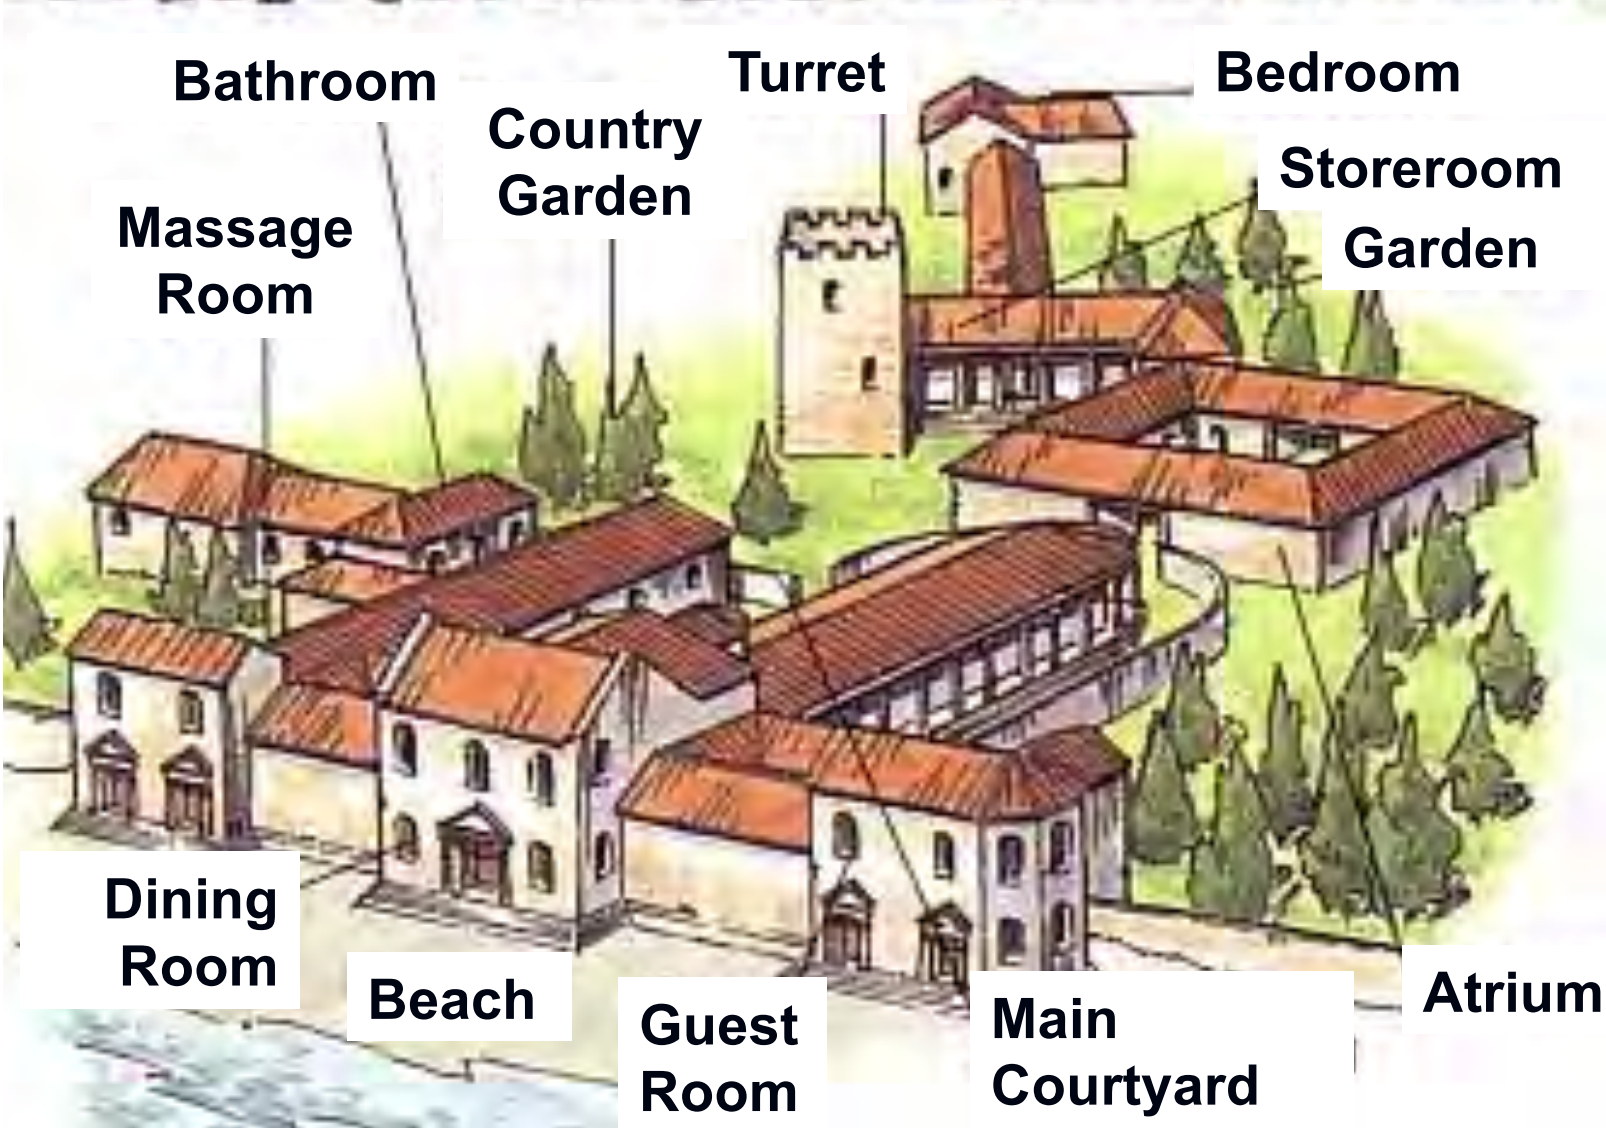 Bathroom
Turret
Bedroom
Country
Garden
Storeroom
Massage
Room
Garden
Dining
Room
Beach
Guest
Room
Main
Courtyard
Atrium